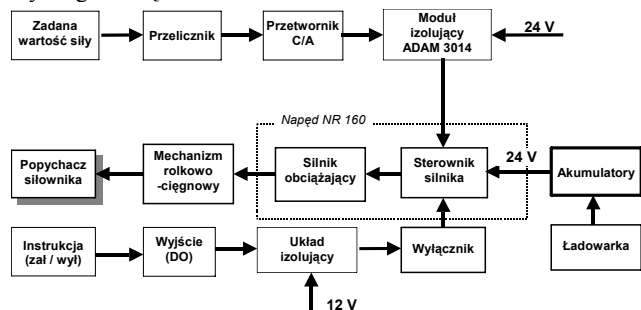 Zadana
wartość siły
Przelicznik
Przetwornik
C/A
Moduł
izolujący
ADAM 3014
24 V
Napęd NR 160
Popychacz
siłownika
Mechanizm
rolkowo
-cięgnowy
Silnik
obciążający
Sterownik
silnika
24 V
Akumulatory
Instrukcja
(zał / wył)
Wyjście
(DO)
Układ
izolujący
Wyłącznik
Ładowarka
12 V